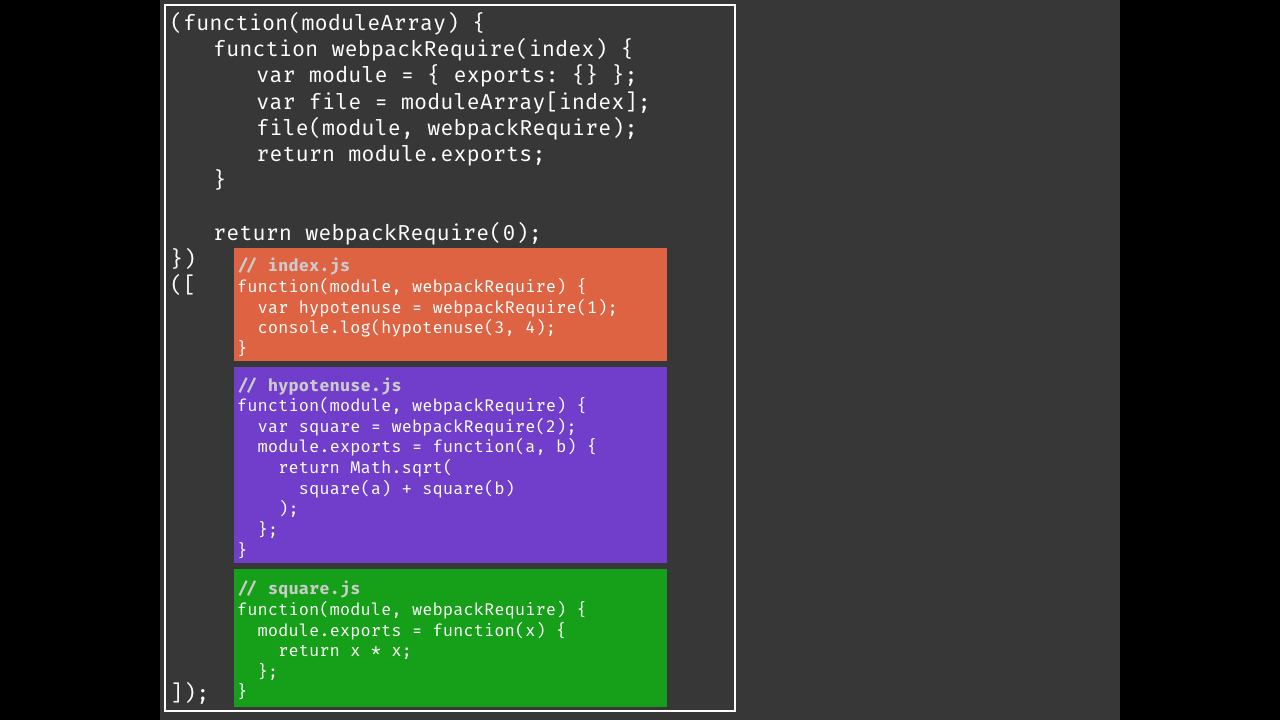 (function(moduleArray) {
function webpackRequire(index) {
var module = { exports: {} };
var file = moduleArray[index];
file(module, webpackRequire);
return module.exports;
}
return webpackRequire(0);
})
([
// index.js
function(module, webpackRequire) {
var hypotenuse = webpackRequire(1);
console.log(hypotenuse(3, 4);
}
// hypotenuse.js
function(module, webpackRequire) {
var square = webpackRequire(2);
module.exports = function(a, b) {
return Math.sqrt(
square(a) + square(b)
);
};
}
// square.js
function(module, webpackRequire) {
module.exports = function(x) {
return x * x;
};
}
]);